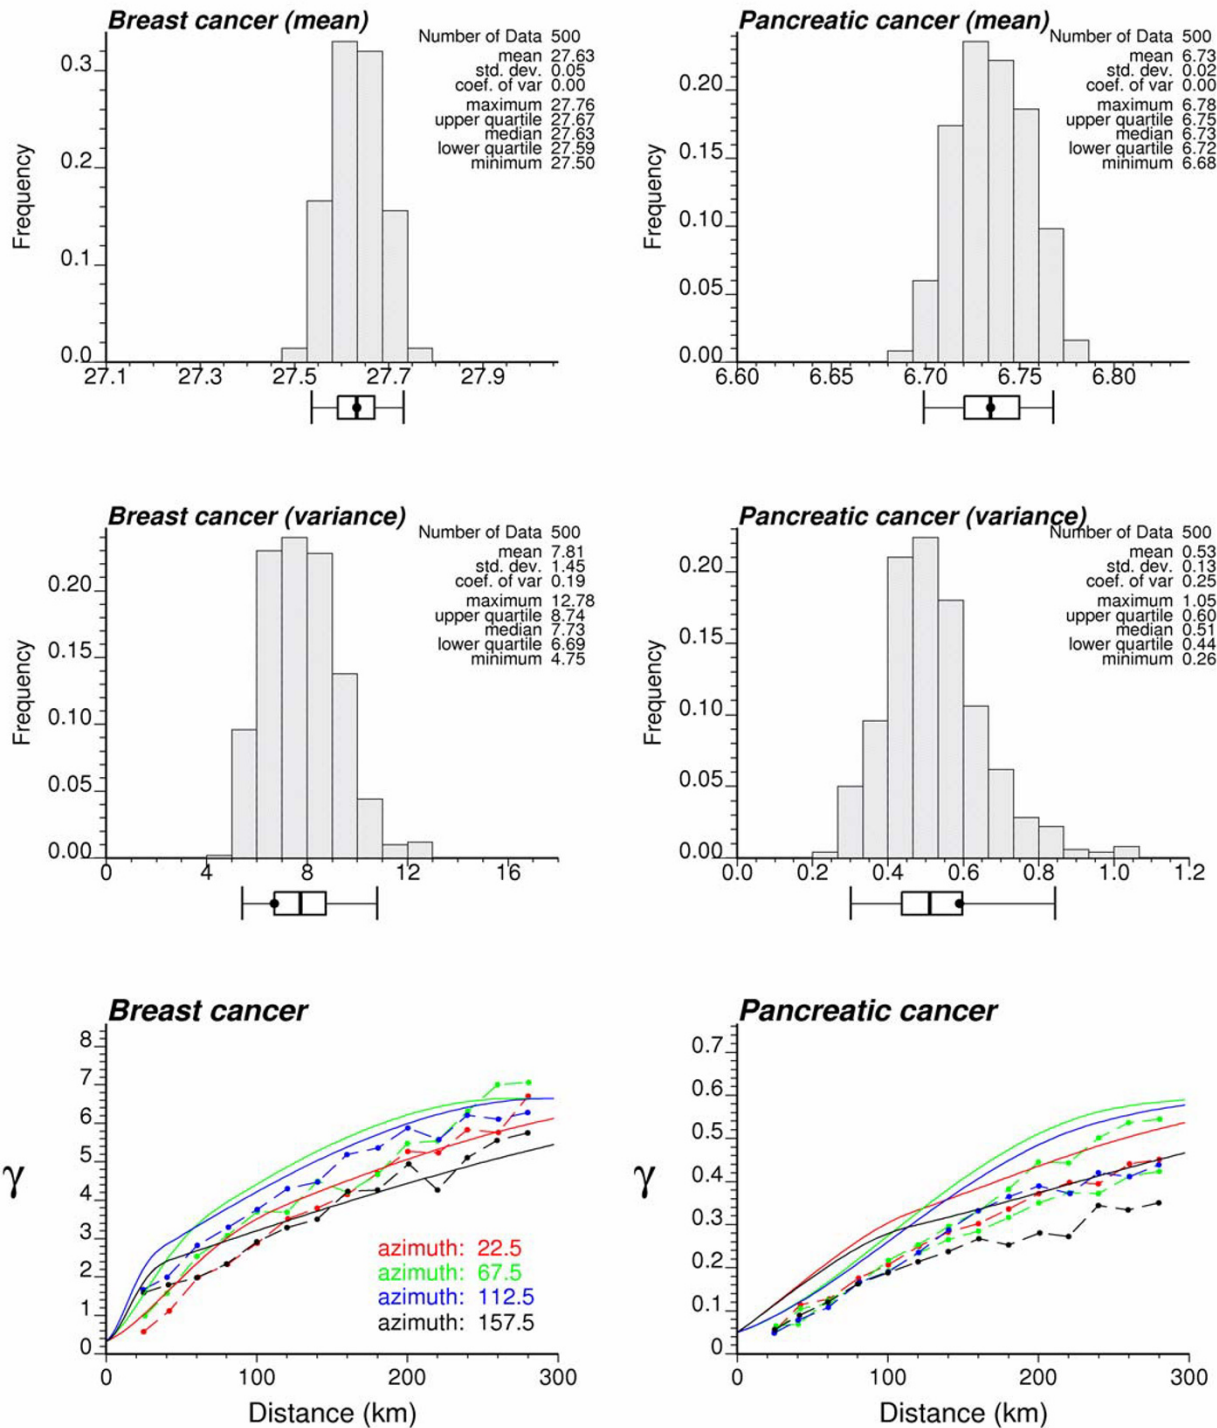 Breast cancer (mean)
Number of Data 500
mean 27.63
std. dev. 0.05
coef. of var 0.00
maximum 27.76
upper quartile 27.67
median 27.63
lower quartile 27.59
minimum 27.50
Frequency
0.3
0.2
0.1
0.0
27.1 27.3 27.5 27.7 27.9
Pancreatic cancer (mean)
Number of Data 500
mean 6.73
std. dev. 0.02
coef. of var 0.00
maximum 6.78
upper quartile 6.75
median 6.73
lower quartile 6.72
minimum 6.68
Frequency
0.20
0.15
0.10
0.05
0.00
6.60 6.65 6.70 6.75 6.80
Breast cancer (variance)
Number of Data 500
mean 7.81
std. dev. 1.45
coef. of var 0.19
maximum 12.78
upper quartile 8.74
median 7.73
lower quartile 6.69
minimum 4.75
Frequency
0.20
0.15
0.10
0.05
0.00
0 4 8 12 16
Pancreatic cancer (variance)
Number of Data 500
mean 0.53
std. dev. 0.13
coef. of var 0.25
maximum 1.05
upper quartile 0.60
median 0.51
lower quartile 0.44
minimum 0.26
Frequency
0.20
0.15
0.10
0.05
0.00
0.0 0.2 0.4 0.6 0.8 1.0 1.2
Breast cancer
γ
8
7
6
5
4
3
2
1
0
azimuth: 22.5
azimuth: 67.5
azimuth: 112.5
azimuth: 157.5
0 100 200 300
Distance (km)
Pancreatic cancer
γ
0.7
0.6
0.5
0.4
0.3
0.2
0.1
0
0 100 200 300
Distance (km)